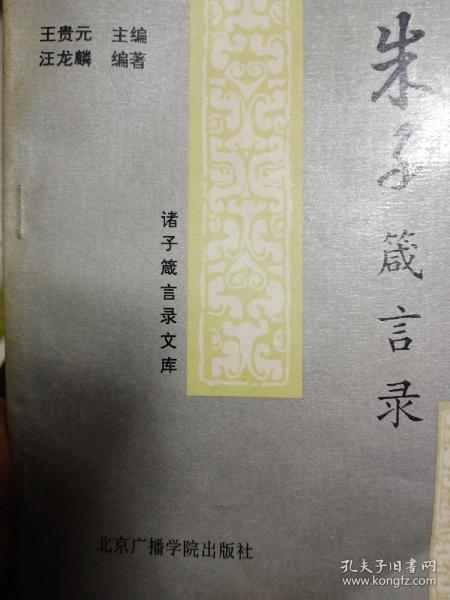 王贵元 主编
汪龙麟 编著
朱子箴言录
诸子箴言录文库
北京广播学院出版社
孔夫子旧书网
www.kongfz.com